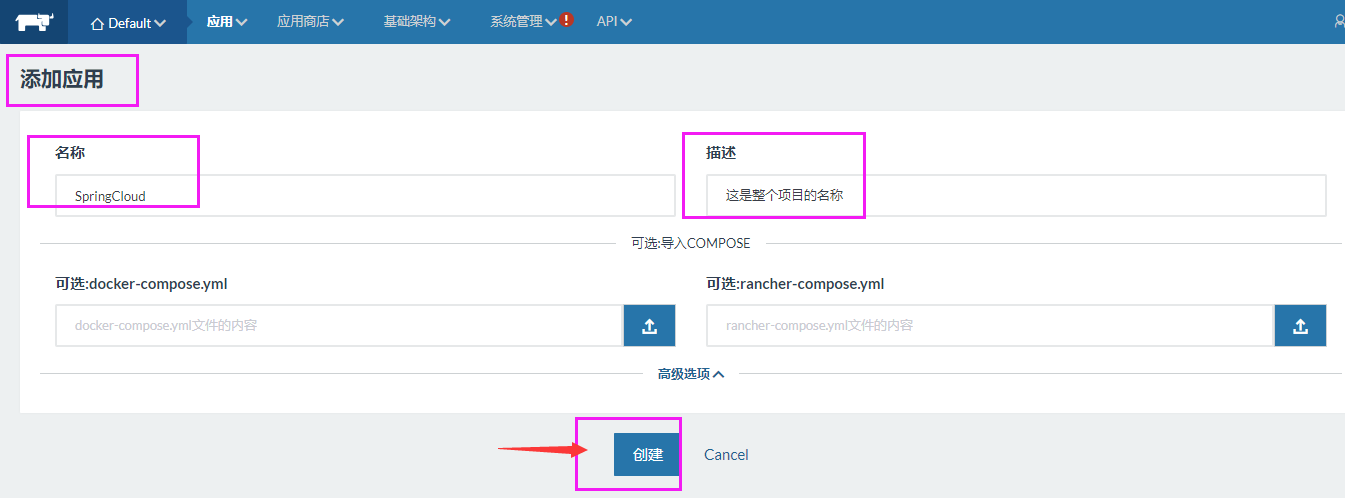 Default 应用 应用商店 基础架构 系统管理 ! API
添加应用
名称 描述
SpringCloud 这是整个项目的名称
可选:导入COMPOSE
可选:docker-compose.yml 可选:rancher-compose.yml
docker-compose.yml文件的内容 rancher-compose.yml文件的内容
高级选项
创建 Cancel